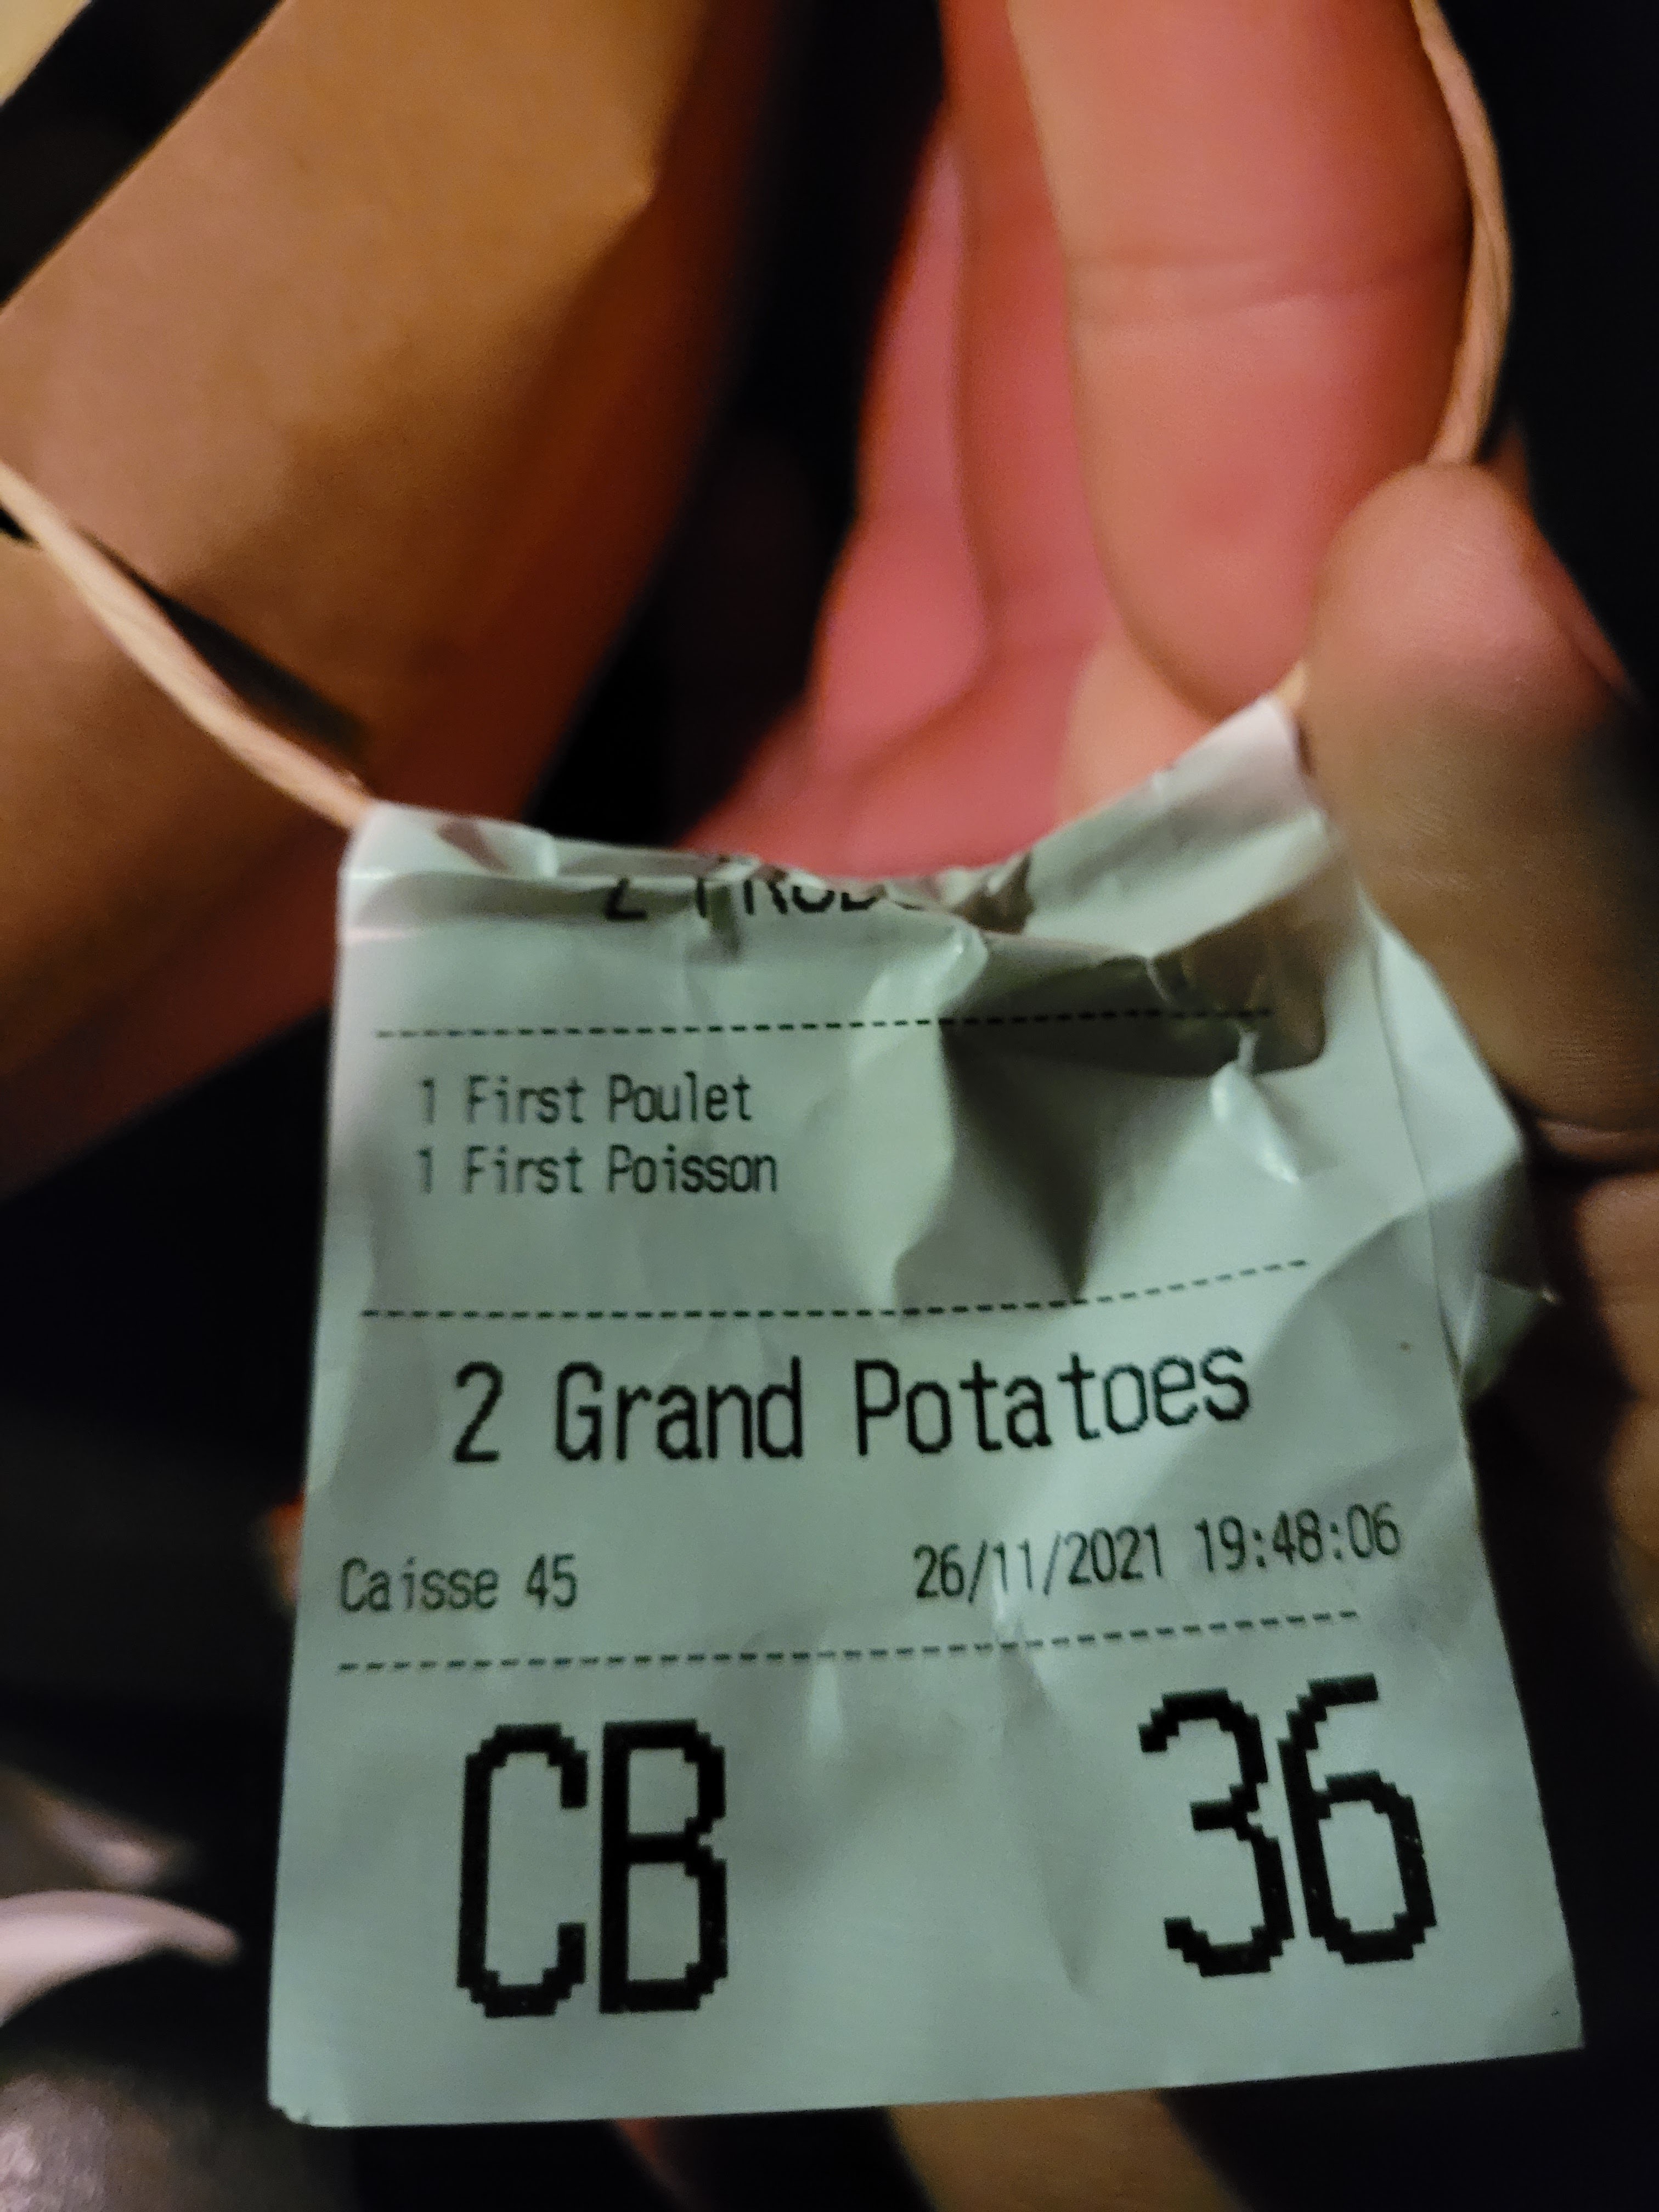 1 First Poulet
1 First Poisson
2 Grand Potatoes
Caisse 45 26/11/2021 19:48:06
CB 36